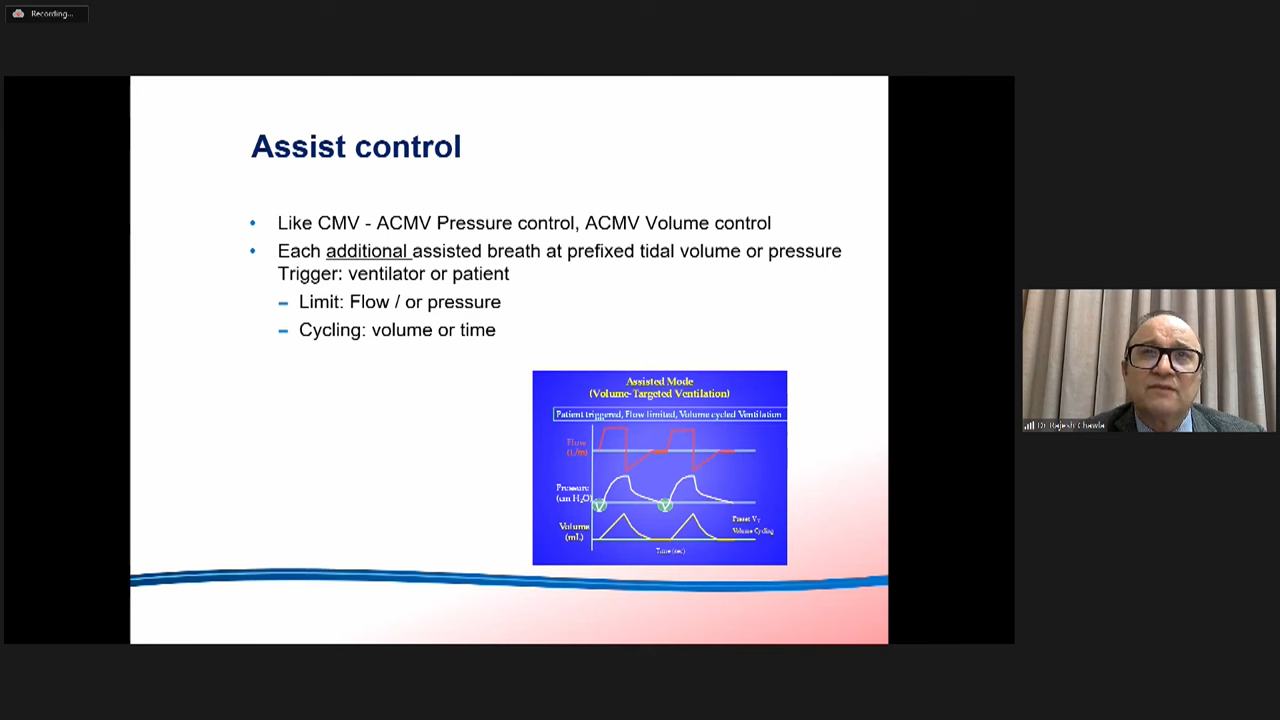 Recording...
Assist control
• Like CMV - ACMV Pressure control, ACMV Volume control
• Each additional assisted breath at prefixed tidal volume or pressure
Trigger: ventilator or patient
– Limit: Flow / or pressure
– Cycling: volume or time
Assisted Mode
(Volume-Targeted Ventilation)
Patient triggered, Flow limited, Volume cycled Ventilation
Flow
(L/m)
Pressure
(cm H2O)
Volume
(mL)
Preset VT
Volume Cycling
Time (sec)
Dr Rajesh Chawla